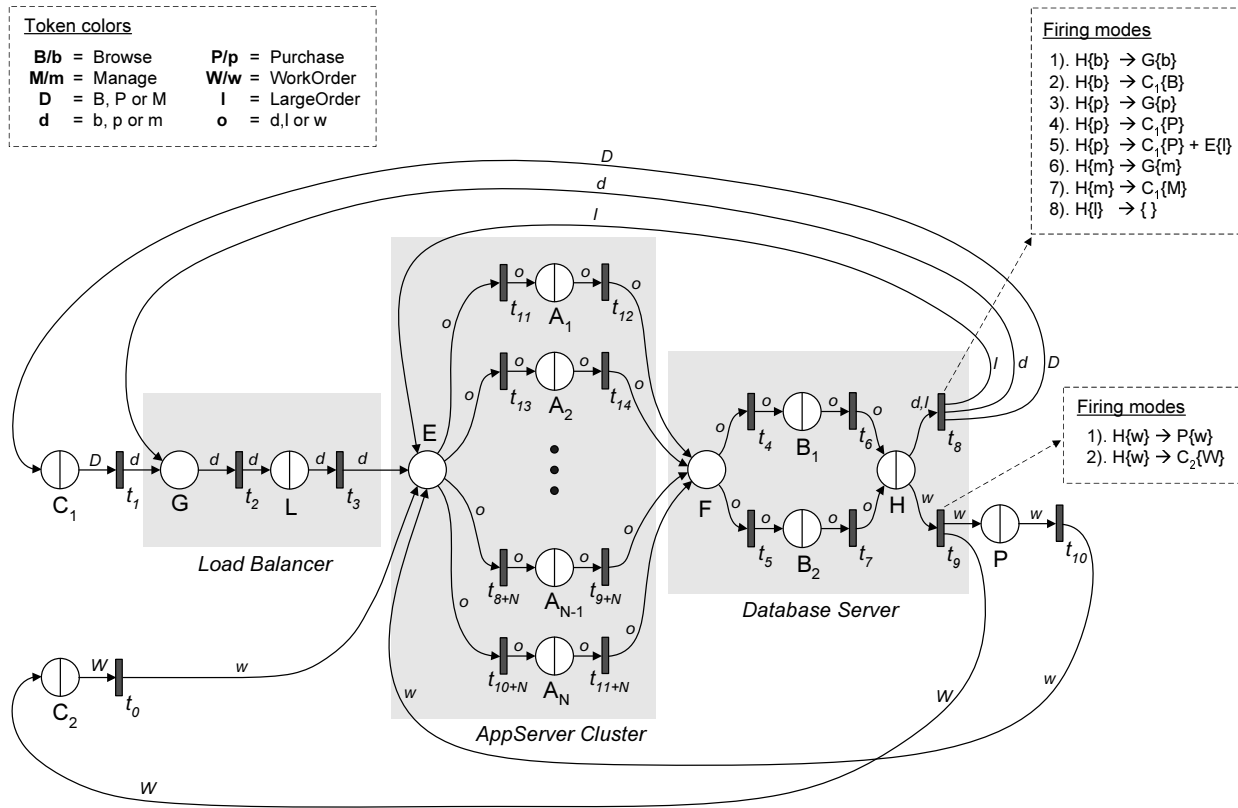 Token colors
B/b = Browse P/p = Purchase
M/m = Manage W/w = WorkOrder
D = B, P or M l = LargeOrder
d = b, p or m o = d,l or w
Firing modes
1). H{b} → G{b}
2). H{b} → C₁{B}
3). H{p} → G{p}
4). H{p} → C₁{P}
5). H{p} → C₁{P} + E{l}
6). H{m} → G{m}
7). H{m} → C₁{M}
8). H{l} → { }
D
d
l
o o o
t₁₁ A₁ t₁₂
o
o o o
t₁₃ A₂ t₁₄
o
l d D
Firing modes
1). H{w} → P{w}
2). H{w} → C₂{W}
o o o o d,l
t₄ B₁ t₆ t₈
E
D d d d d d
C₁ t₁ G t₂ L t₃
F H
o o o o w w w
t₅ B₂ t₇ t₉ P t₁₀
Load Balancer
o o o o
t₈₊N A_N-1 t₉₊N
Database Server
o o o o
t₁₀₊N A_N t₁₁₊N
W w
C₂ t₀
w W w
AppServer Cluster
W